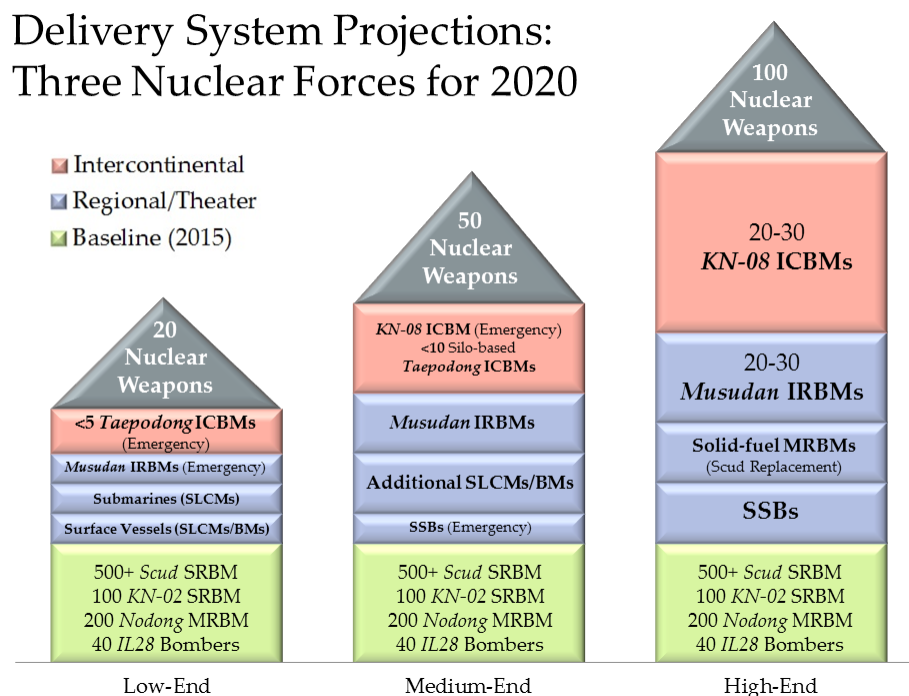 Delivery System Projections:
Three Nuclear Forces for 2020
Intercontinental
Regional/Theater
Baseline (2015)
20
Nuclear
Weapons
<5 Taepodong ICBMs
(Emergency)
Musudan IRBMs (Emergency)
Submarines (SLCMs)
Surface Vessels (SLCMs/BMs)
500+ Scud SRBM
100 KN-02 SRBM
200 Nodong MRBM
40 IL28 Bombers
Low-End
50
Nuclear
Weapons
KN-08 ICBM (Emergency)
<10 Silo-based
Taepodong ICBMs
Musudan IRBMs
Additional SLCMs/BMs
SSBs (Emergency)
500+ Scud SRBM
100 KN-02 SRBM
200 Nodong MRBM
40 IL28 Bombers
Medium-End
100
Nuclear
Weapons
20-30
KN-08 ICBMs
20-30
Musudan IRBMs
Solid-fuel MRBMs
(Scud Replacement)
SSBs
500+ Scud SRBM
100 KN-02 SRBM
200 Nodong MRBM
40 IL28 Bombers
High-End